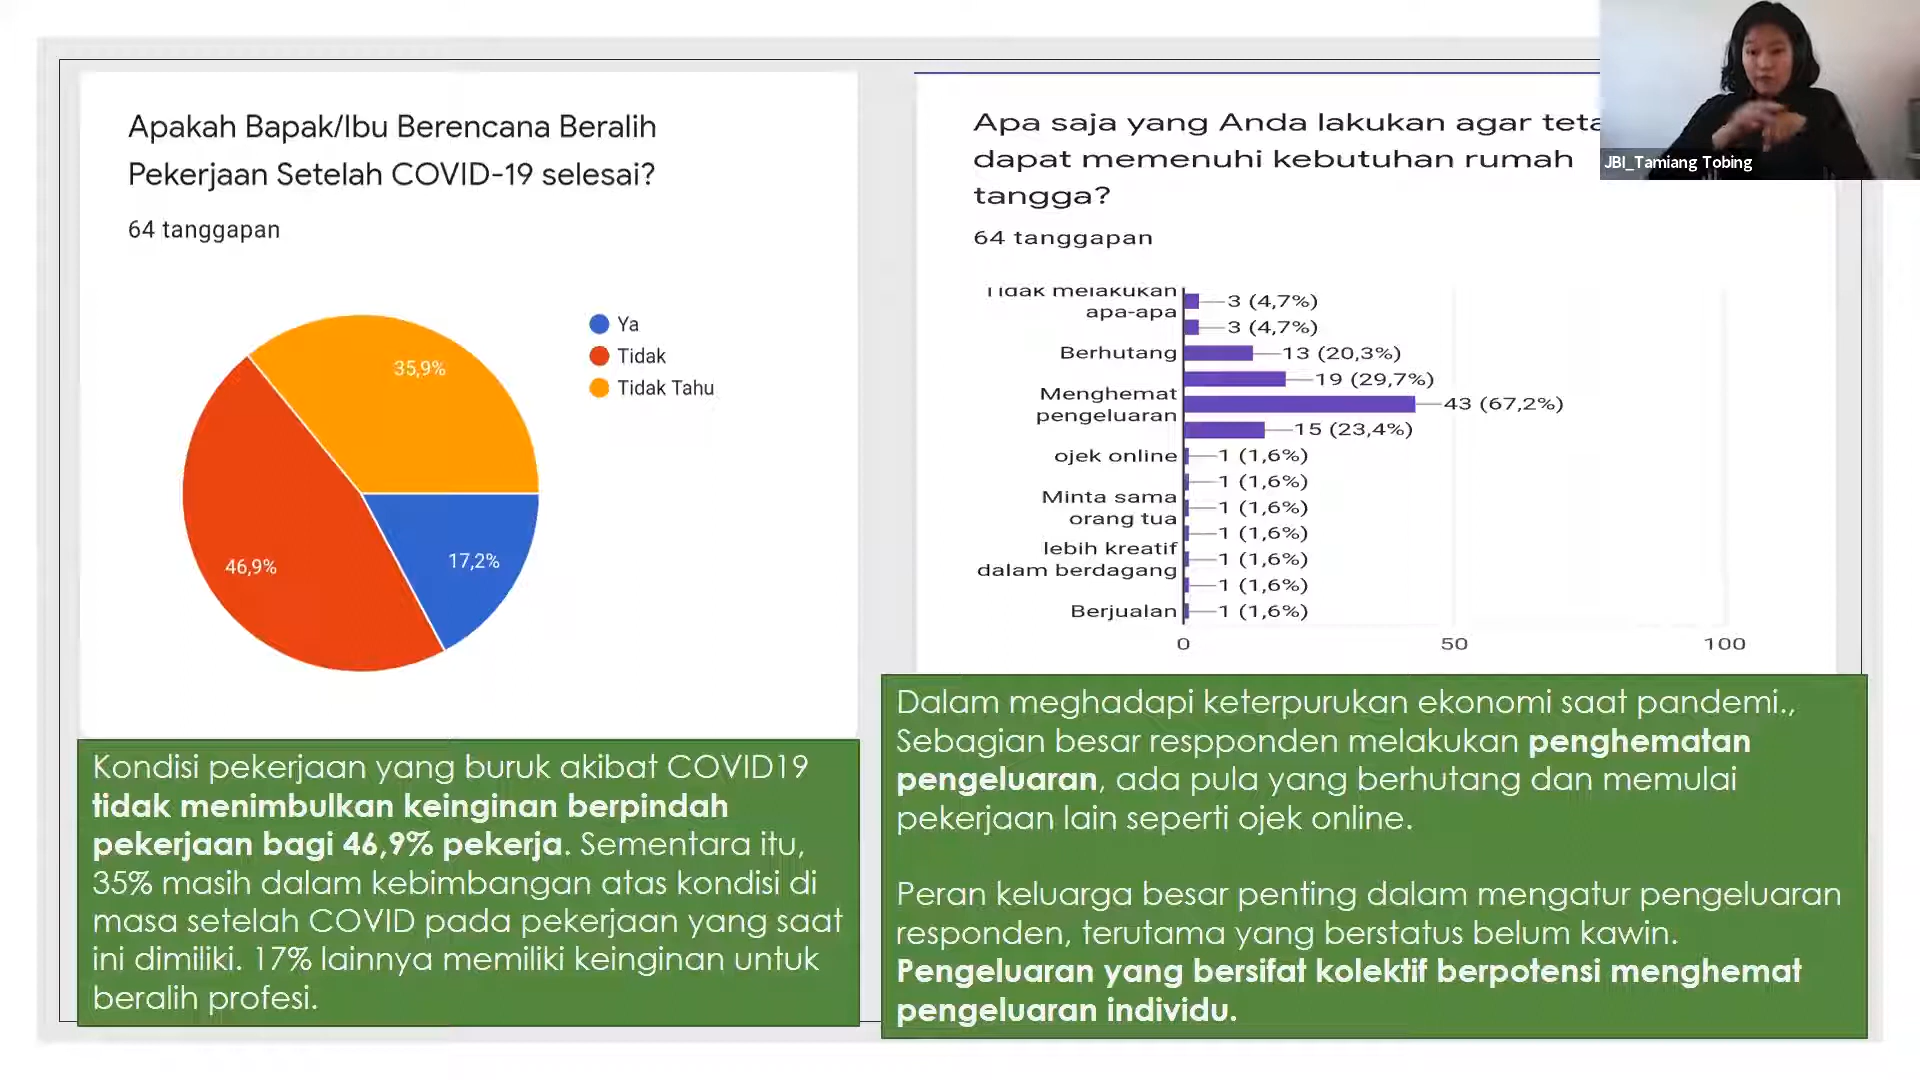 Apakah Bapak/Ibu Berencana Beralih
Pekerjaan Setelah COVID-19 selesai?
64 tanggapan
35,9%
46,9%
17,2%
Ya
Tidak
Tidak Tahu
Kondisi pekerjaan yang buruk akibat COVID19
tidak menimbulkan keinginan berpindah
pekerjaan bagi 46,9% pekerja. Sementara itu,
35% masih dalam kebimbangan atas kondisi di
masa setelah COVID pada pekerjaan yang saat
ini dimiliki. 17% lainnya memiliki keinginan untuk
beralih profesi.
Apa saja yang Anda lakukan agar teta
dapat memenuhi kebutuhan rumah
tangga?
64 tanggapan
Tidak melakukan
apa-apa
3 (4,7%)
3 (4,7%)
Berhutang
13 (20,3%)
19 (29,7%)
Menghemat
pengeluaran
43 (67,2%)
15 (23,4%)
ojek online
1 (1,6%)
1 (1,6%)
Minta sama
orang tua
1 (1,6%)
1 (1,6%)
lebih kreatif
dalam berdagang
1 (1,6%)
1 (1,6%)
Berjualan
1 (1,6%)
0
50
100
Dalam meghadapi keterpurukan ekonomi saat pandemi.,
Sebagian besar respponden melakukan penghematan
pengeluaran, ada pula yang berhutang dan memulai
pekerjaan lain seperti ojek online.
Peran keluarga besar penting dalam mengatur pengeluaran
responden, terutama yang berstatus belum kawin.
Pengeluaran yang bersifat kolektif berpotensi menghemat
pengeluaran individu.
JBI_Tamiang Tobing